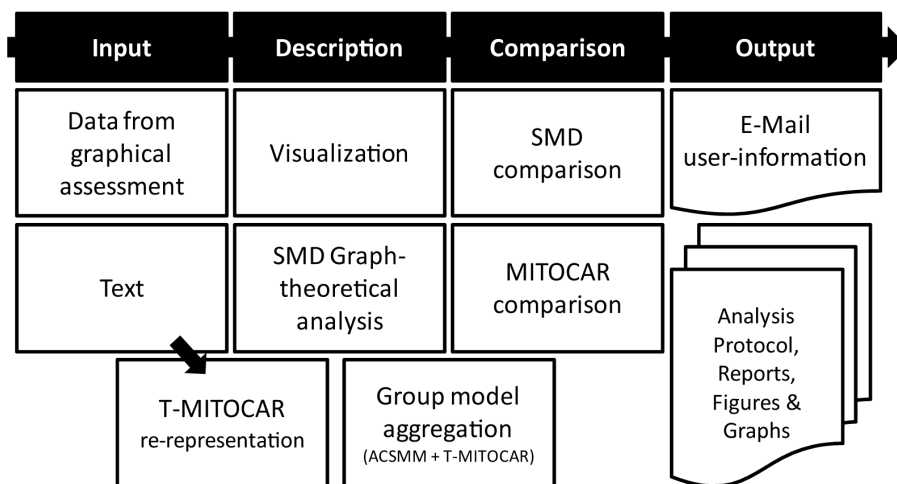 Input
Description
Comparison
Output
Data from
graphical
assessment
Visualization
SMD
comparison
E-Mail
user-information
Text
SMD Graph-
theoretical
analysis
MITOCAR
comparison
Analysis
Protocol,
Reports,
Figures &
Graphs
T-MITOCAR
re-representation
Group model
aggregation
(ACSMM + T-MITOCAR)